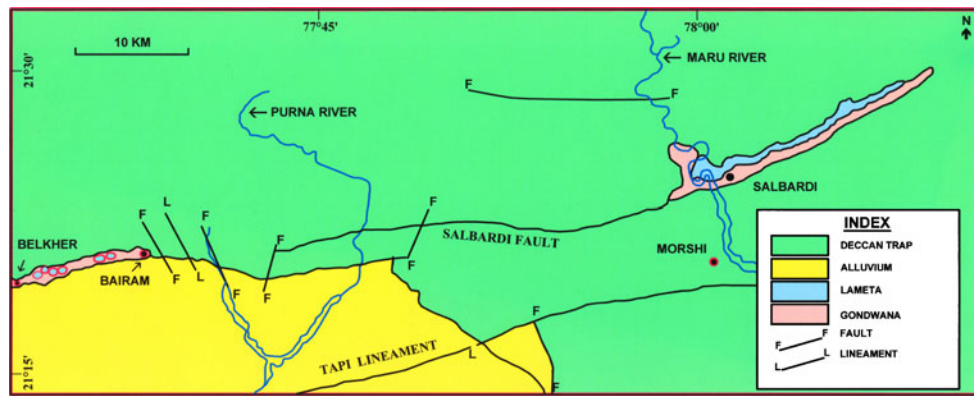 77°45'
78°00'
N
10 KM
21°30'
MARU RIVER
F
F
PURNA RIVER
SALBARDI
F
L
F
F
F
SALBARDI FAULT
MORSHI
BELKHER
BAIRAM
F
L
F
F
F
F
TAPI LINEAMENT
L
F
21°15'
INDEX
DECCAN TRAP
ALLUVIUM
LAMETA
GONDWANA
F F FAULT
L L LINEAMENT